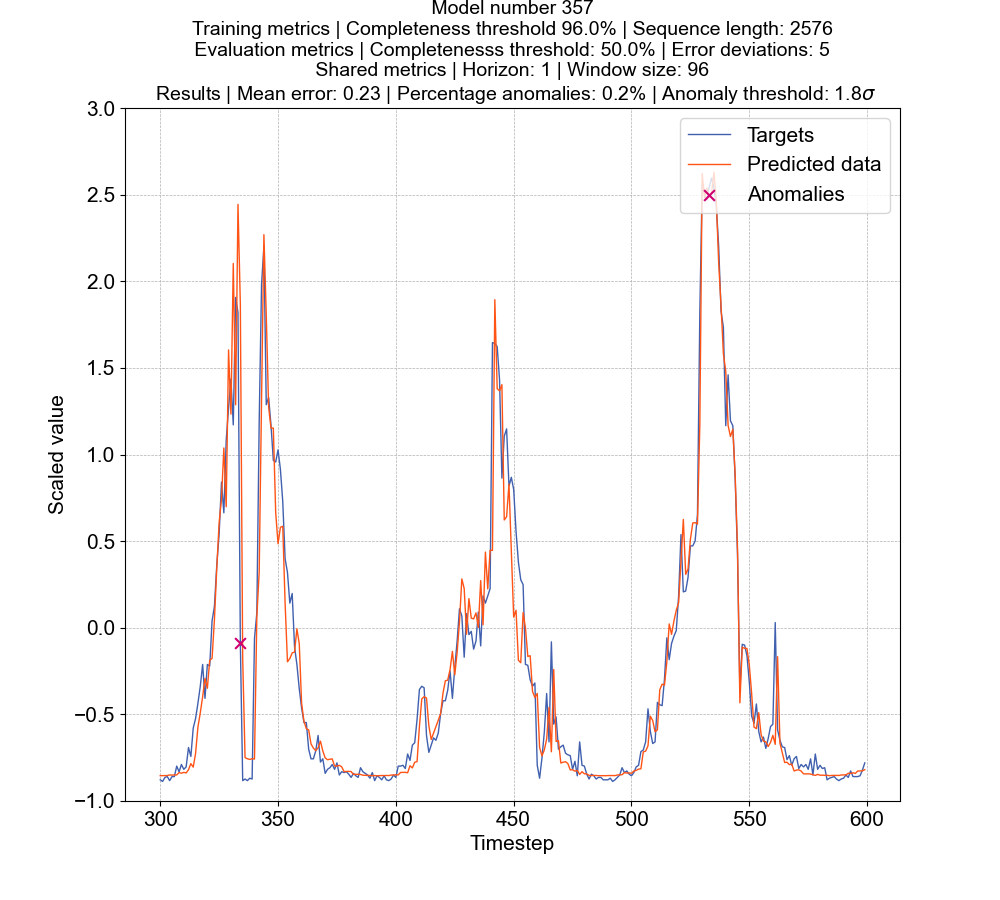 Model number 357
Training metrics | Completeness threshold 96.0% | Sequence length: 2576
Evaluation metrics | Completenesss threshold: 50.0% | Error deviations: 5
Shared metrics | Horizon: 1 | Window size: 96
Results | Mean error: 0.23 | Percentage anomalies: 0.2% | Anomaly threshold: 1.8σ
Targets
Predicted data
Anomalies
Scaled value
3.0
2.5
2.0
1.5
1.0
0.5
0.0
−0.5
−1.0
300 350 400 450 500 550 600
Timestep